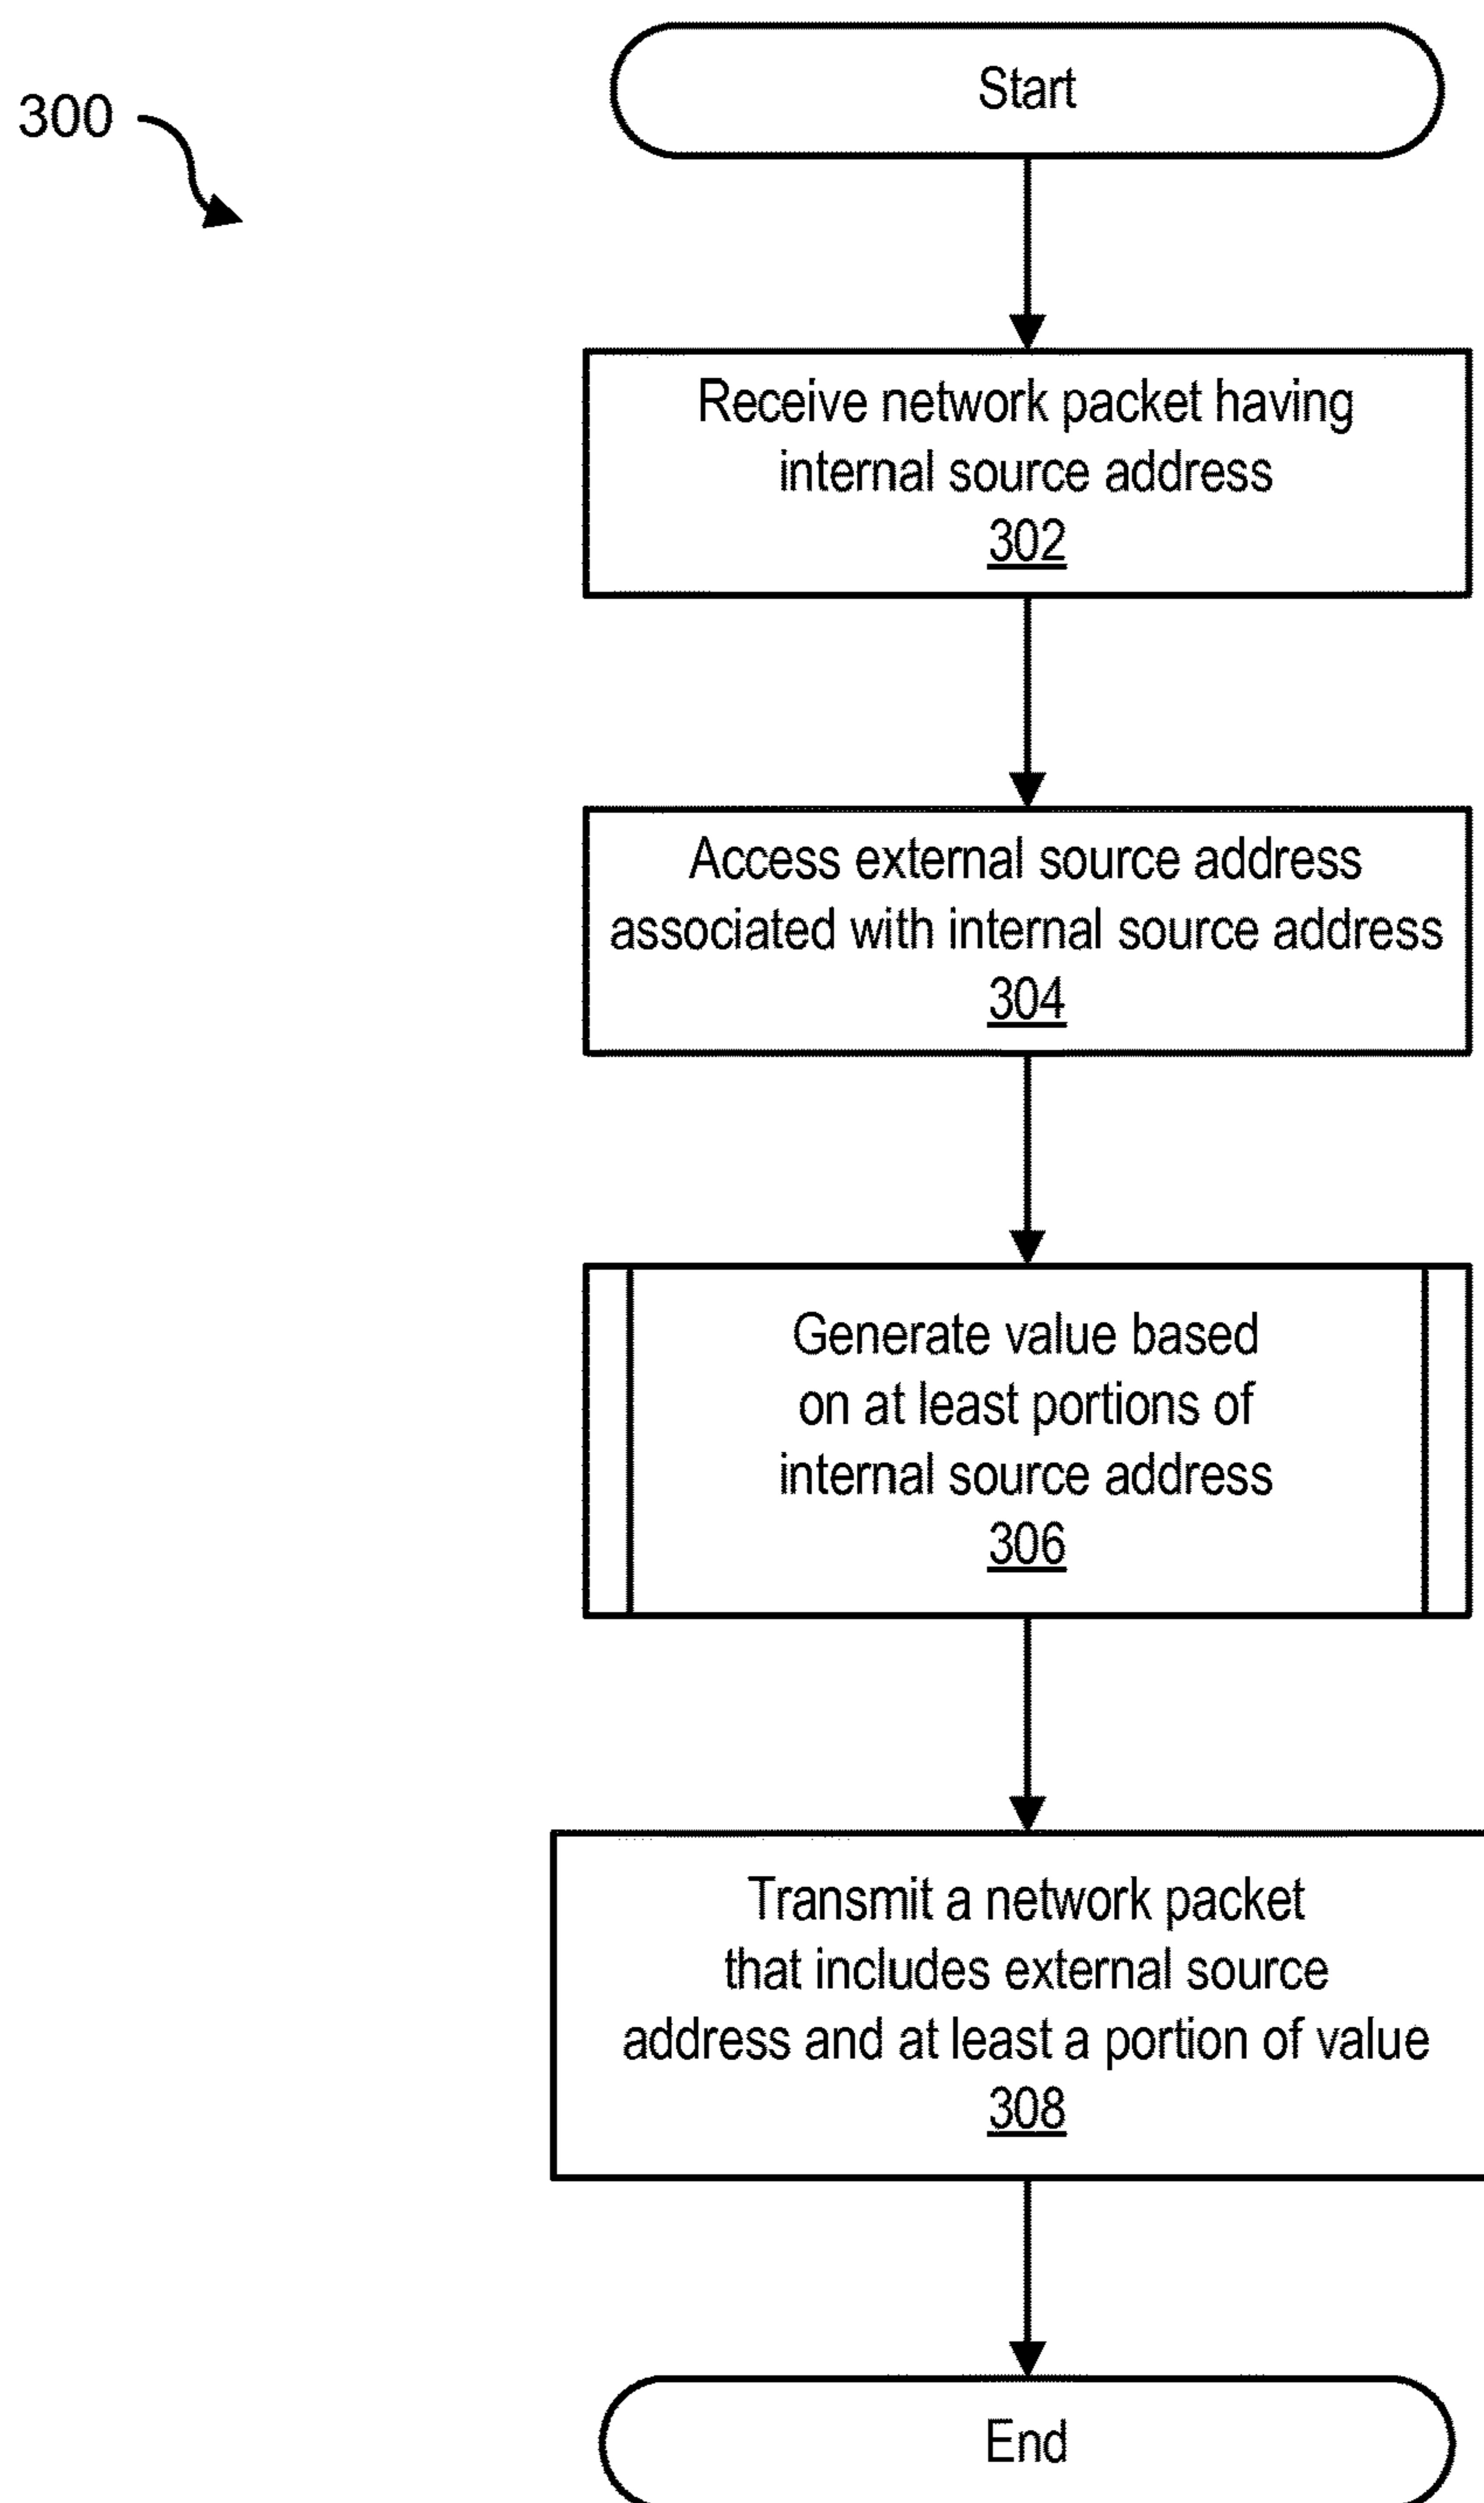 300
Start
Receive network packet having
internal source address
302
Access external source address
associated with internal source address
304
Generate value based
on at least portions of
internal source address
306
Transmit a network packet
that includes external source
address and at least a portion of value
308
End